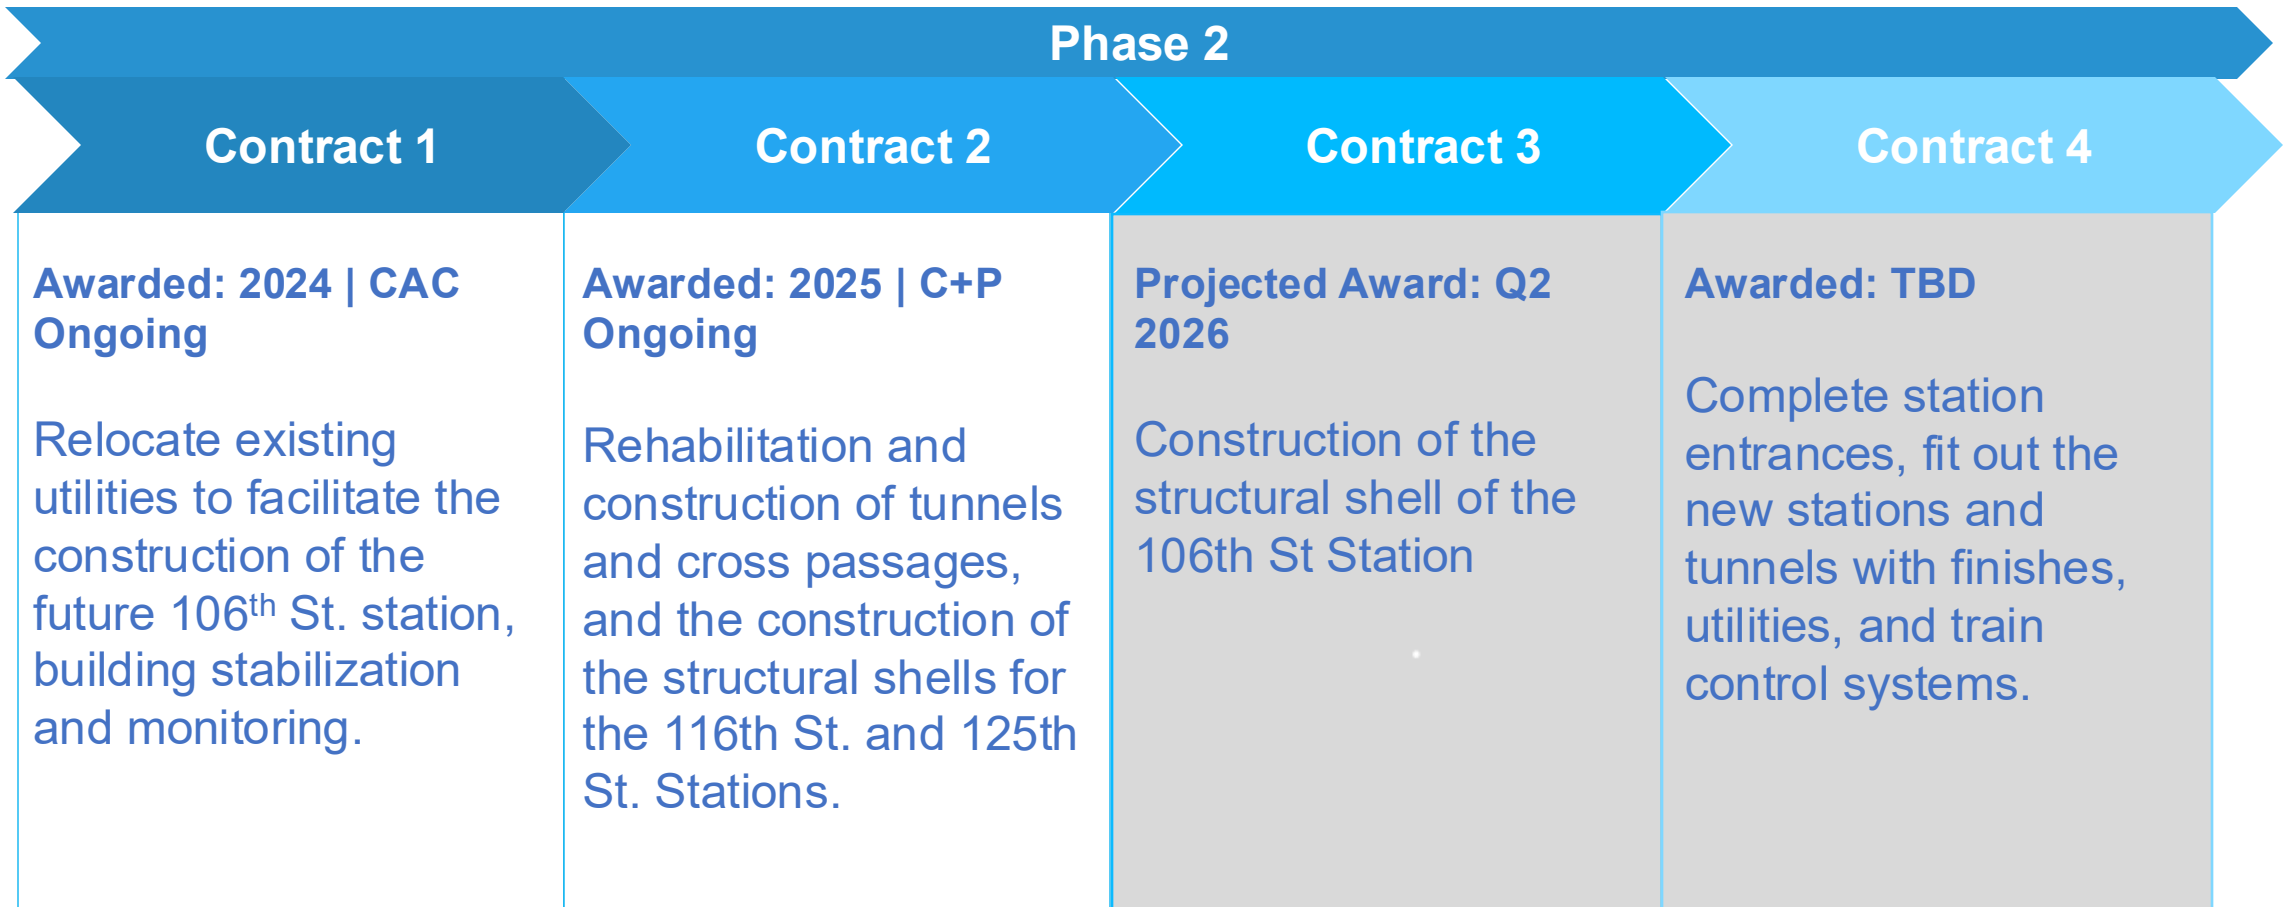 Phase 2
Contract 1
Contract 2
Contract 3
Contract 4
Awarded: 2024 | CAC
Ongoing
Relocate existing
utilities to facilitate the
construction of the
future 106th St. station,
building stabilization
and monitoring.
Awarded: 2025 | C+P
Ongoing
Rehabilitation and
construction of tunnels
and cross passages,
and the construction of
the structural shells for
the 116th St. and 125th
St. Stations.
Projected Award: Q2
2026
Construction of the
structural shell of the
106th St Station
Awarded: TBD
Complete station
entrances, fit out the
new stations and
tunnels with finishes,
utilities, and train
control systems.